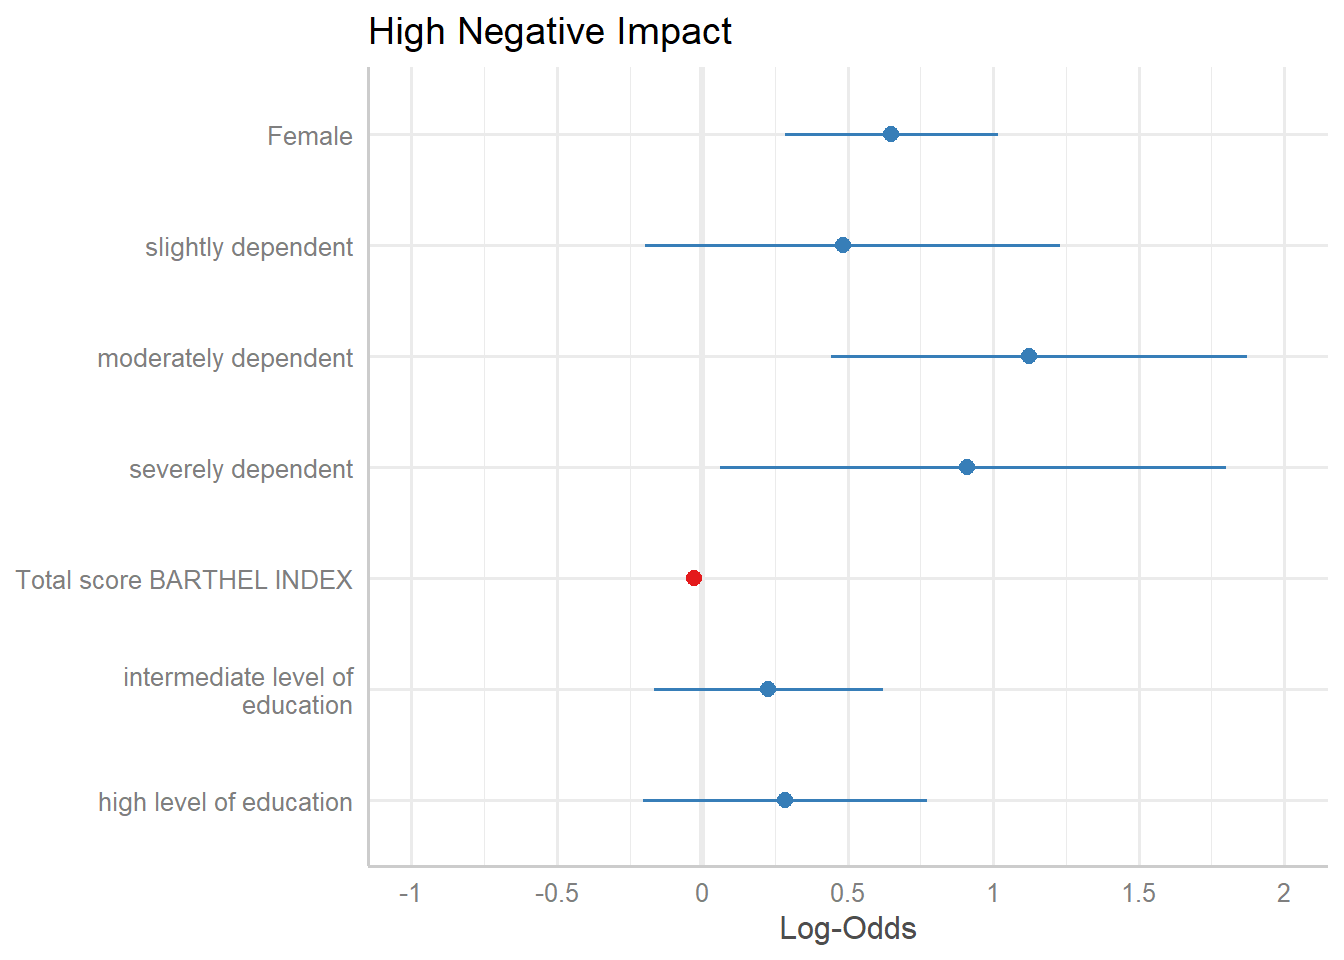 High Negative Impact
Female
slightly dependent
moderately dependent
severely dependent
Total score BARTHEL INDEX
intermediate level of
education
high level of education
-1 -0.5 0 0.5 1 1.5 2
Log-Odds